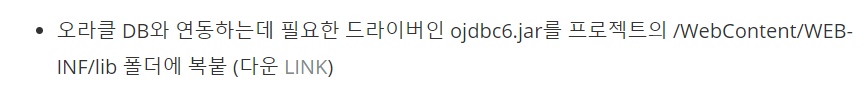 • 오라클 DB와 연동하는데 필요한 드라이버인 ojdbc6.jar를 프로젝트의 /WebContent/WEB-
INF/lib 폴더에 복붙 (다운 LINK)